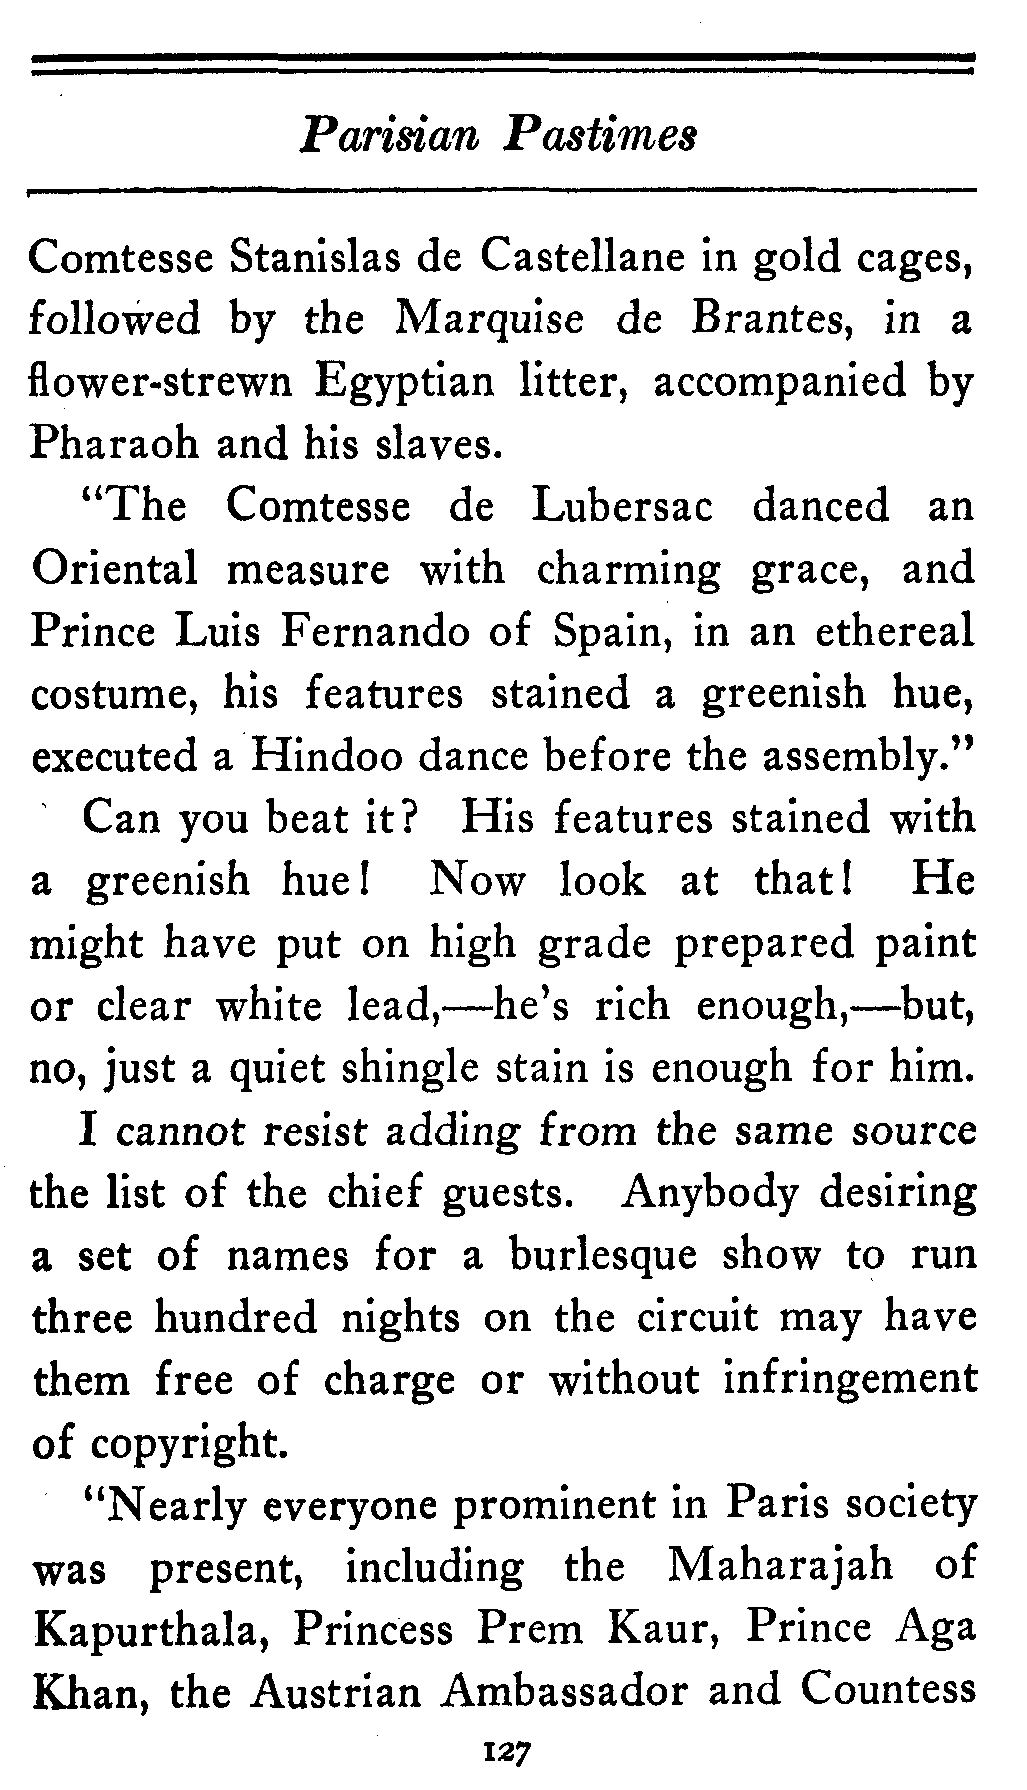 Parisian Pastimes
Comtesse Stanislas de Castellane in gold cages,
followed by the Marquise de Brantes, in a
flower-strewn Egyptian litter, accompanied by
Pharaoh and his slaves.
"The Comtesse de Lubersac danced an
Oriental measure with charming grace, and
Prince Luis Fernando of Spain, in an ethereal
costume, his features stained a greenish hue,
executed a Hindoo dance before the assembly."
Can you beat it? His features stained with
a greenish hue! Now look at that! He
might have put on high grade prepared paint
or clear white lead,—he's rich enough,—but,
no, just a quiet shingle stain is enough for him.
I cannot resist adding from the same source
the list of the chief guests. Anybody desiring
a set of names for a burlesque show to run
three hundred nights on the circuit may have
them free of charge or without infringement
of copyright.
"Nearly everyone prominent in Paris society
was present, including the Maharajah of
Kapurthala, Princess Prem Kaur, Prince Aga
Khan, the Austrian Ambassador and Countess
127